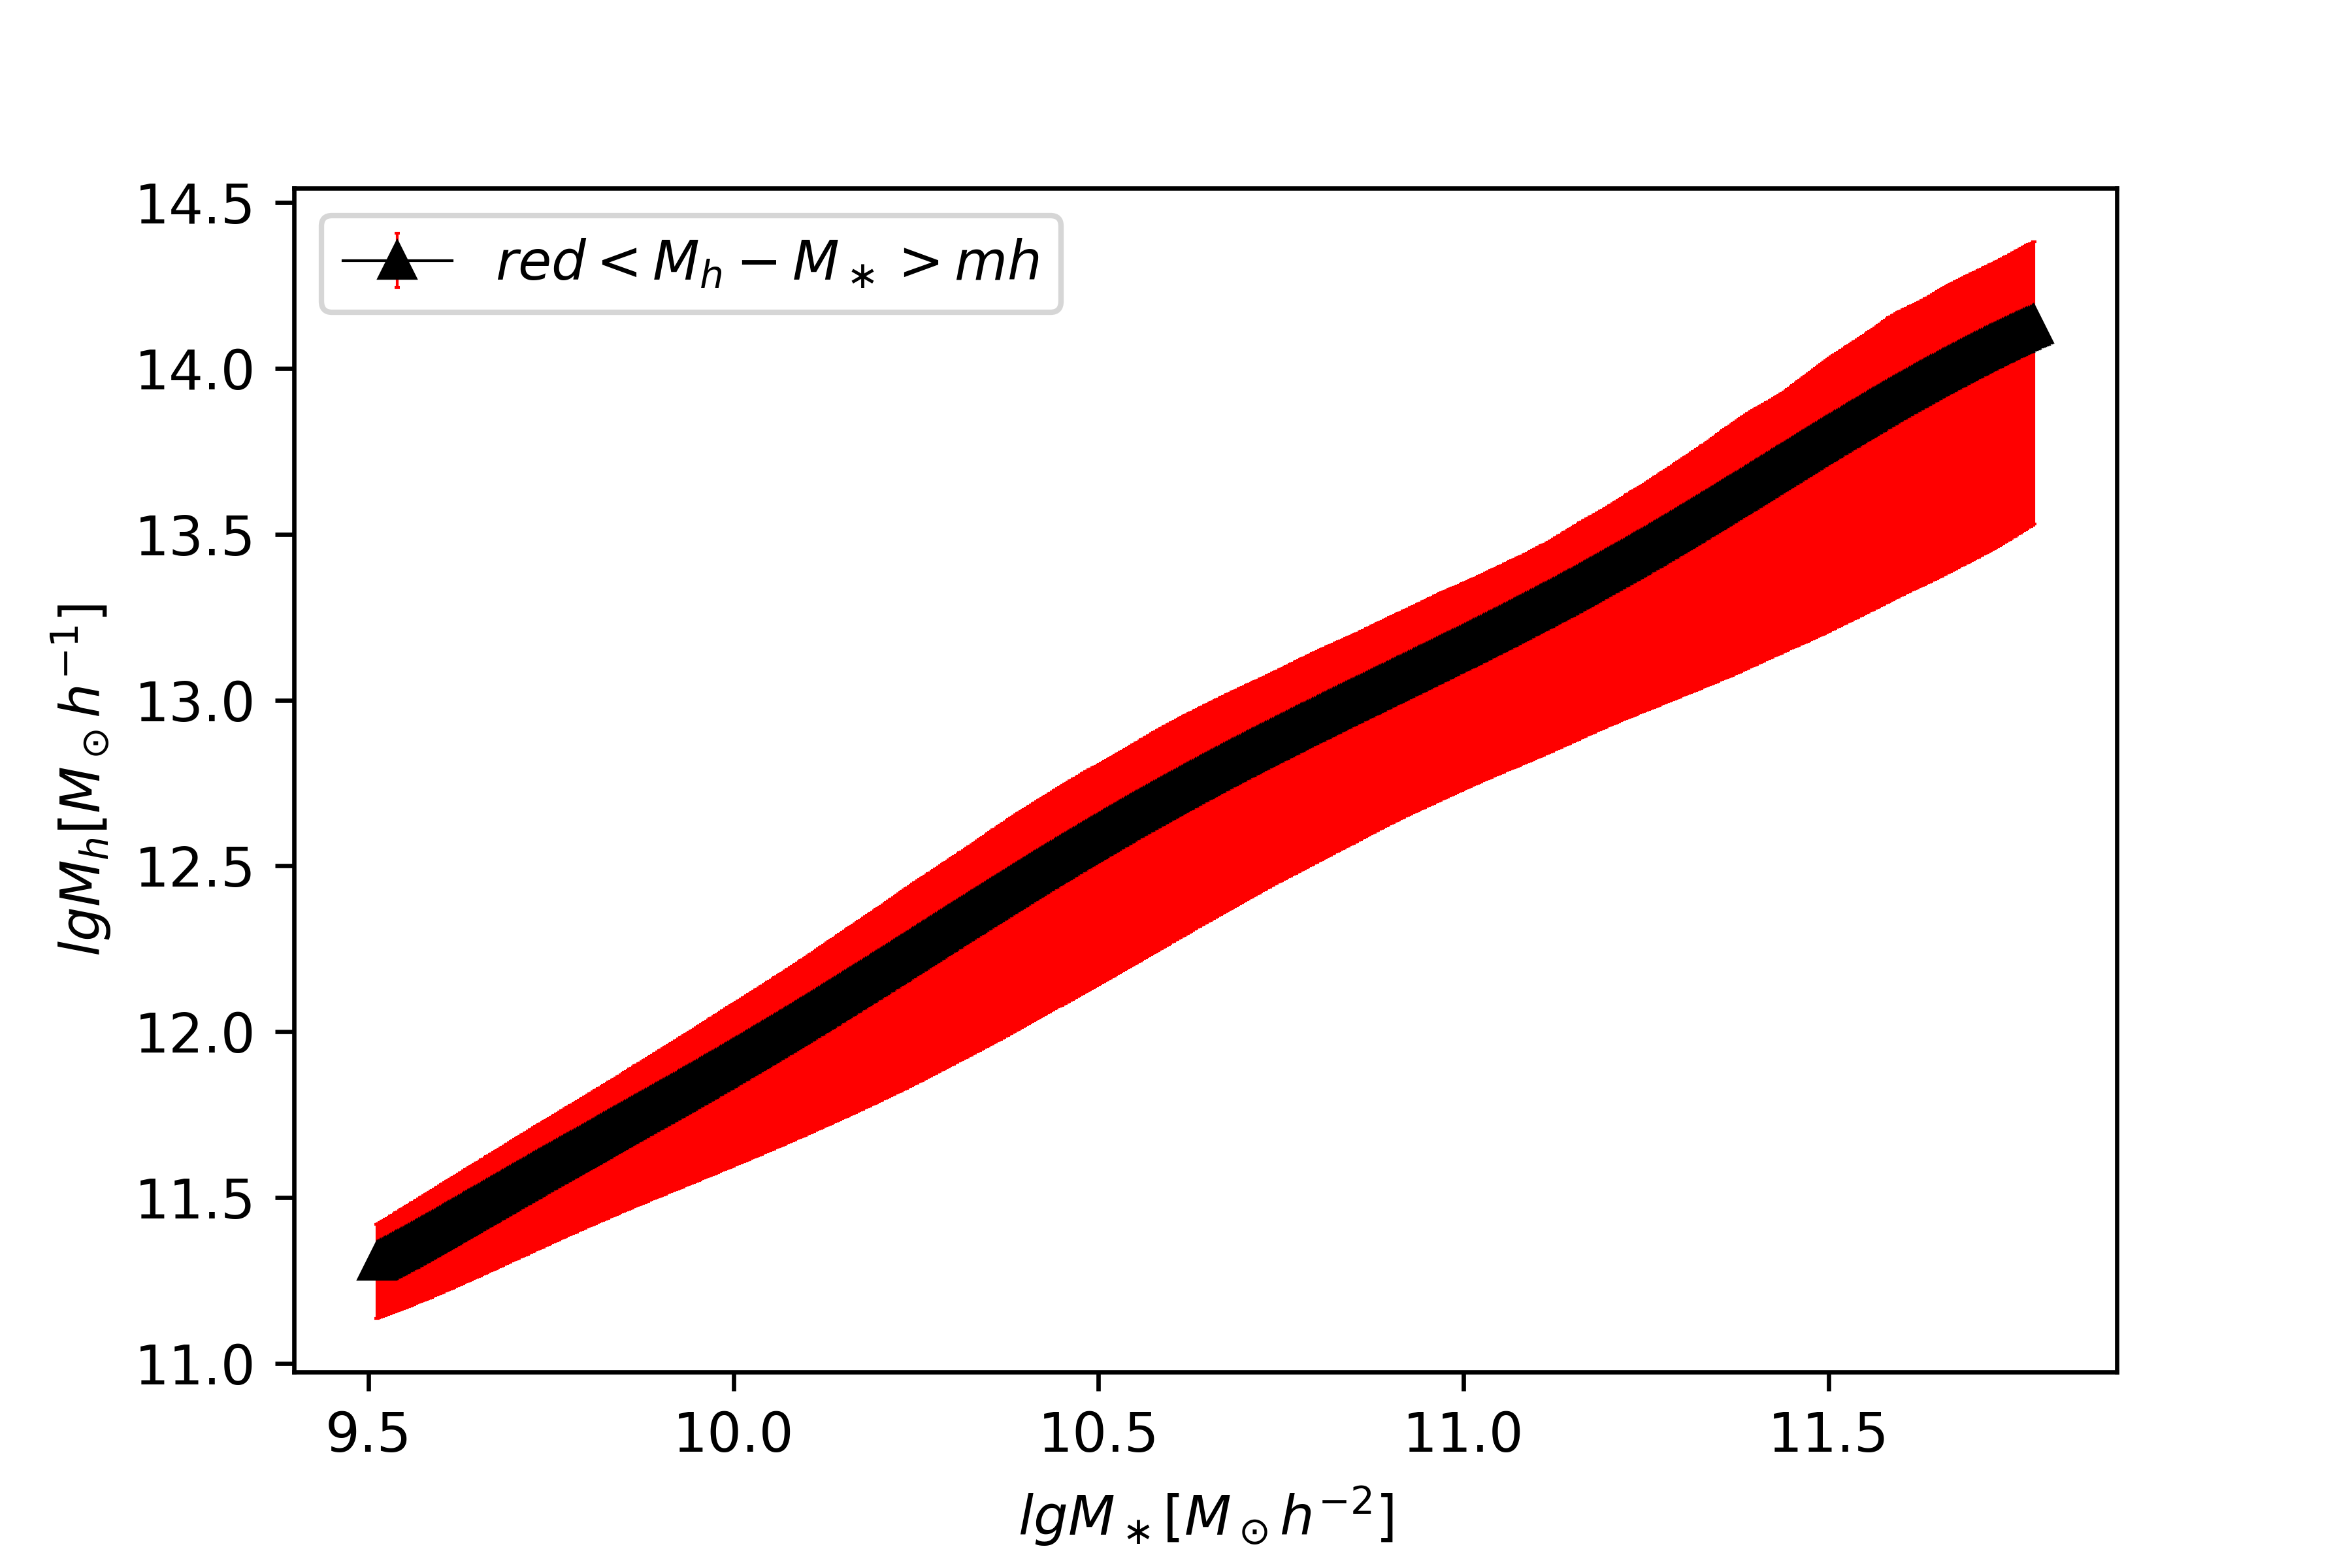 14.5
14.0
13.5
13.0
12.5
12.0
11.5
11.0
red < M_h − M_* > mh
lgM_h[M_⊙h^{−1}]
9.5 10.0 10.5 11.0 11.5
lgM_*[M_⊙h^{−2}]